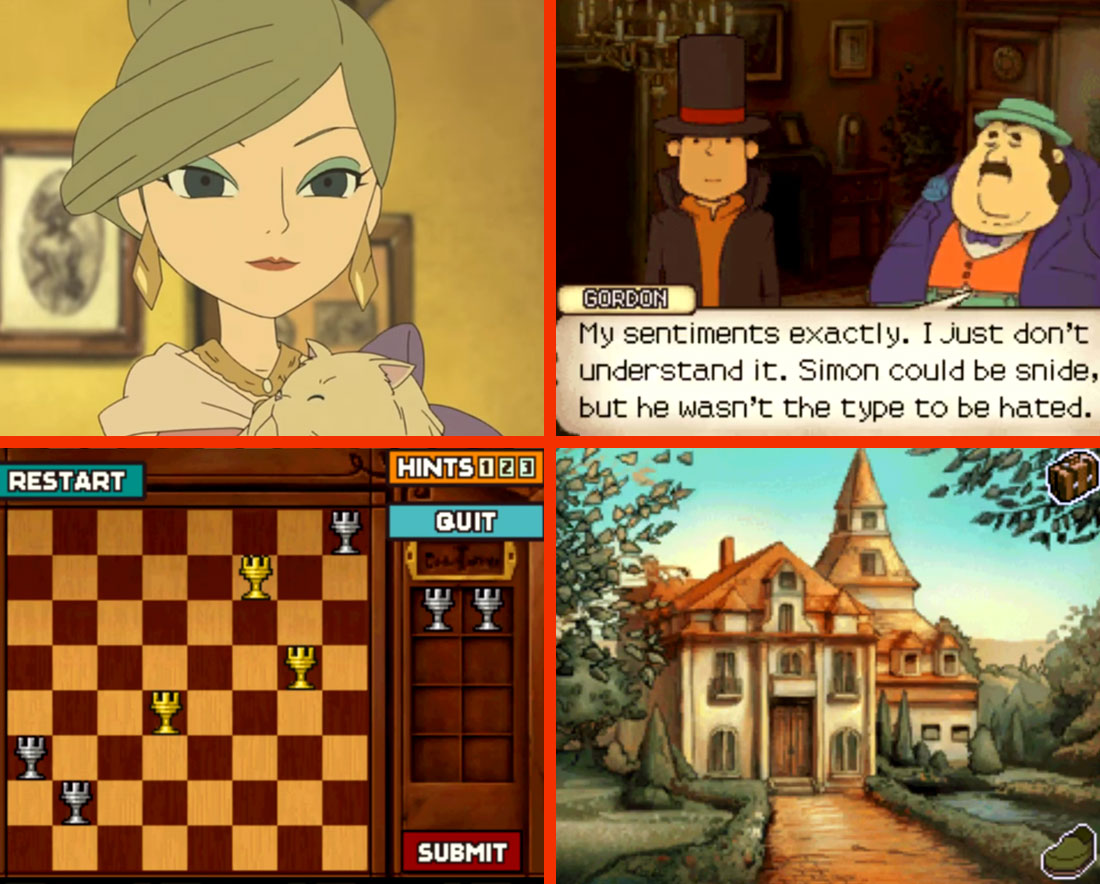 GORDON
My sentiments exactly. I just don't
understand it. Simon could be snide,
but he wasn't the type to be hated.
RESTART
HINTS 1 2 3
QUIT
SUBMIT